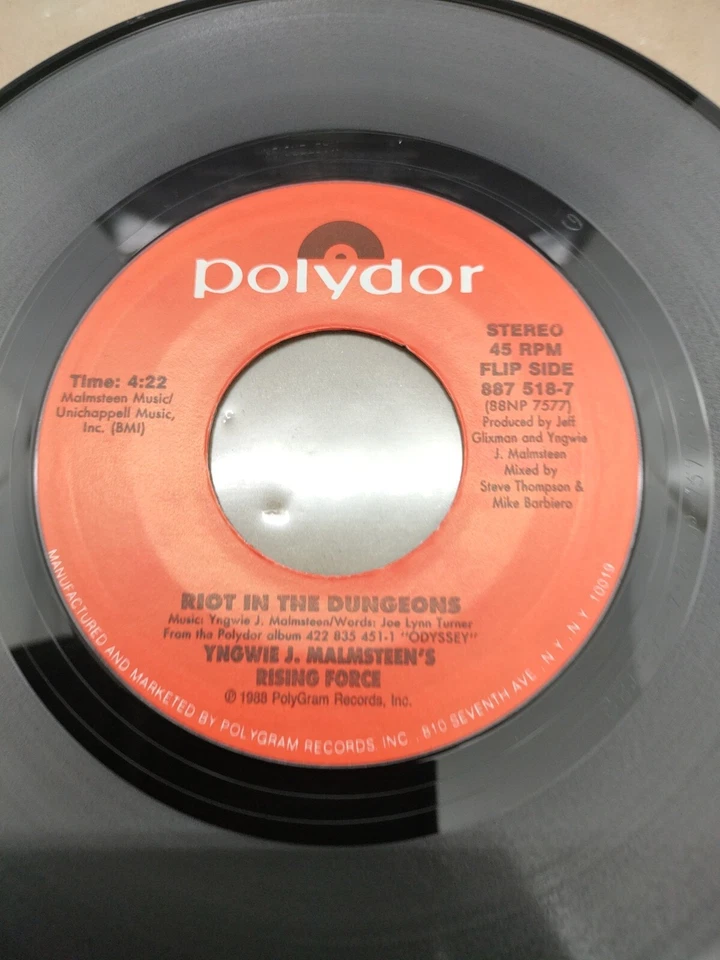 polydor
STEREO
45 RPM
FLIP SIDE
887 518-7
(88NP 7577)
Produced by Jeff
Glixman and Yngwie
J. Malmsteen
Mixed by
Steve Thompson &
Mike Barbiero
Time: 4:22
Malmsteen Music/
Unichappell Music,
Inc. (BMI)
RIOT IN THE DUNGEONS
Music: Yngwie J. Malmsteen/Words: Joe Lynn Turner
From the Polydor album 422 835 451-1 "ODYSSEY"
YNGWIE J. MALMSTEEN'S
RISING FORCE
℗ 1988 PolyGram Records, Inc.
MANUFACTURED AND MARKETED BY POLYGRAM RECORDS, INC., 810 SEVENTH AVE., N.Y., N.Y. 10019